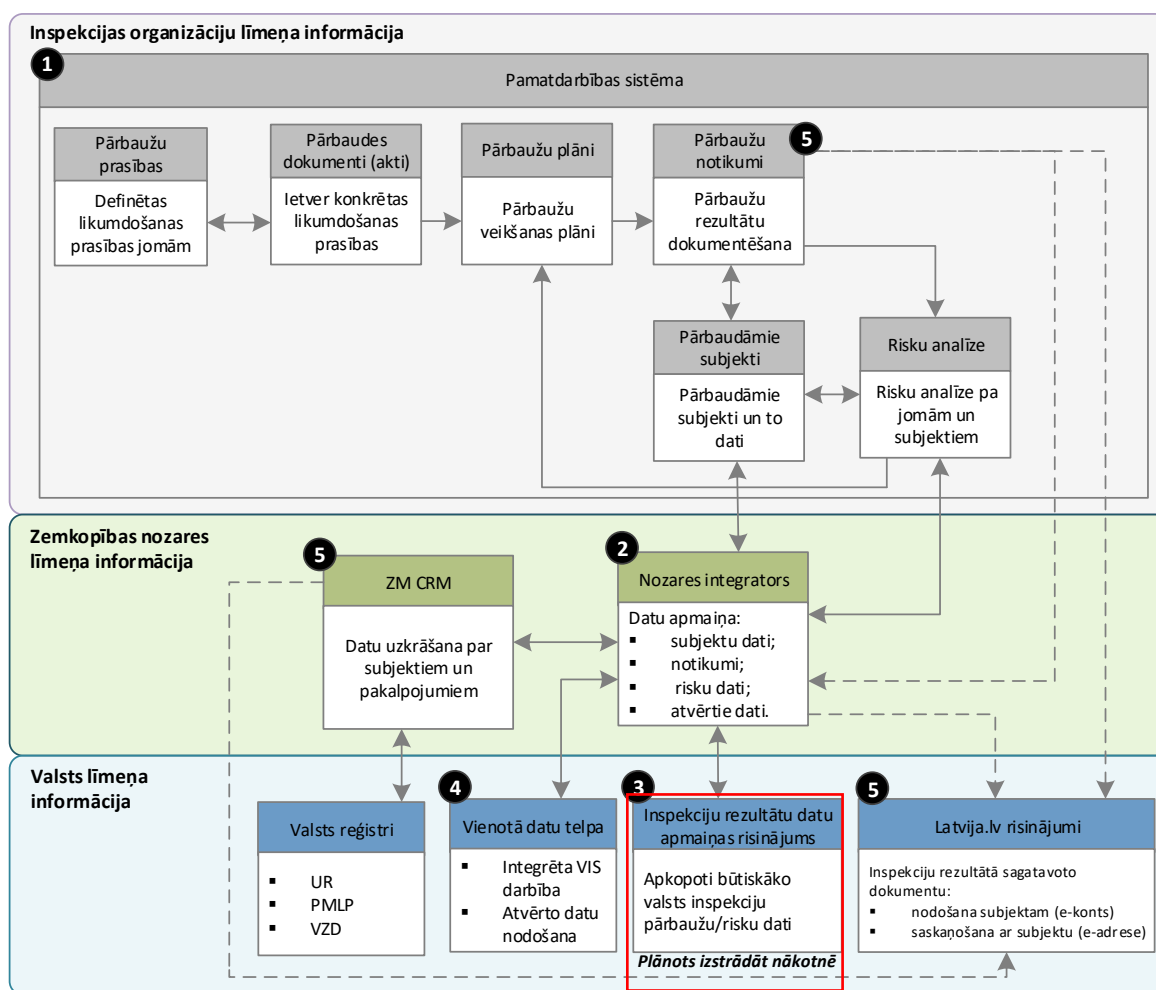 Inspekcijas organizāciju līmeņa informācija
1
Pamatdarbības sistēma
Pārbaužu
prasības
Definētas
likumdošanas
prasības jomām
Pārbaudes
dokumenti (akti)
Ietver konkrētas
likumdošanas
prasības
Pārbaužu plāni
Pārbaužu
veikšanas plāni
5
Pārbaužu
notikumi
Pārbaužu
rezultātu
dokumentēšana
Pārbaudāmie
subjekti
Pārbaudāmie
subjekti un to
dati
Risku analīze
Risku analīze pa
jomām un
subjektiem
Zemkopības nozares
līmeņa informācija
5
ZM CRM
Datu uzkrāšana par
subjektiem un
pakalpojumiem
2
Nozares integrators
Datu apmaiņa:
▪ subjektu dati;
▪ notikumi;
▪ risku dati;
▪ atvērtie dati.
Valsts līmeņa
informācija
Valsts reģistri
▪ UR
▪ PMLP
▪ VZD
4
Vienotā datu telpa
▪ Integrēta VIS
darbība
▪ Atvērto datu
nodošana
3
Inspekciju rezultātu datu
apmaiņas risinājums
Apkopoti būtiskāko
valsts inspekciju
pārbaužu/risku dati
Plānots izstrādāt nākotnē
5
Latvija.lv risinājumi
Inspekciju rezultātā sagatavoto
dokumentu:
▪ nodošana subjektam (e-konts)
▪ saskaņošana ar subjektu (e-adrese)